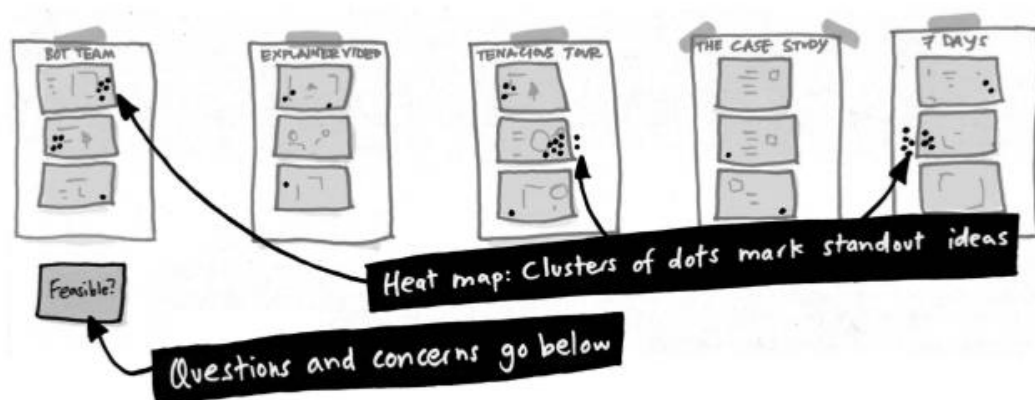 BOT TEAM
EXPLAINER VIDEO
TENACIOUS TOUR
THE CASE STUDY
7 DAYS
Heat map: Clusters of dots mark standout ideas
Feasible?
Questions and concerns go below